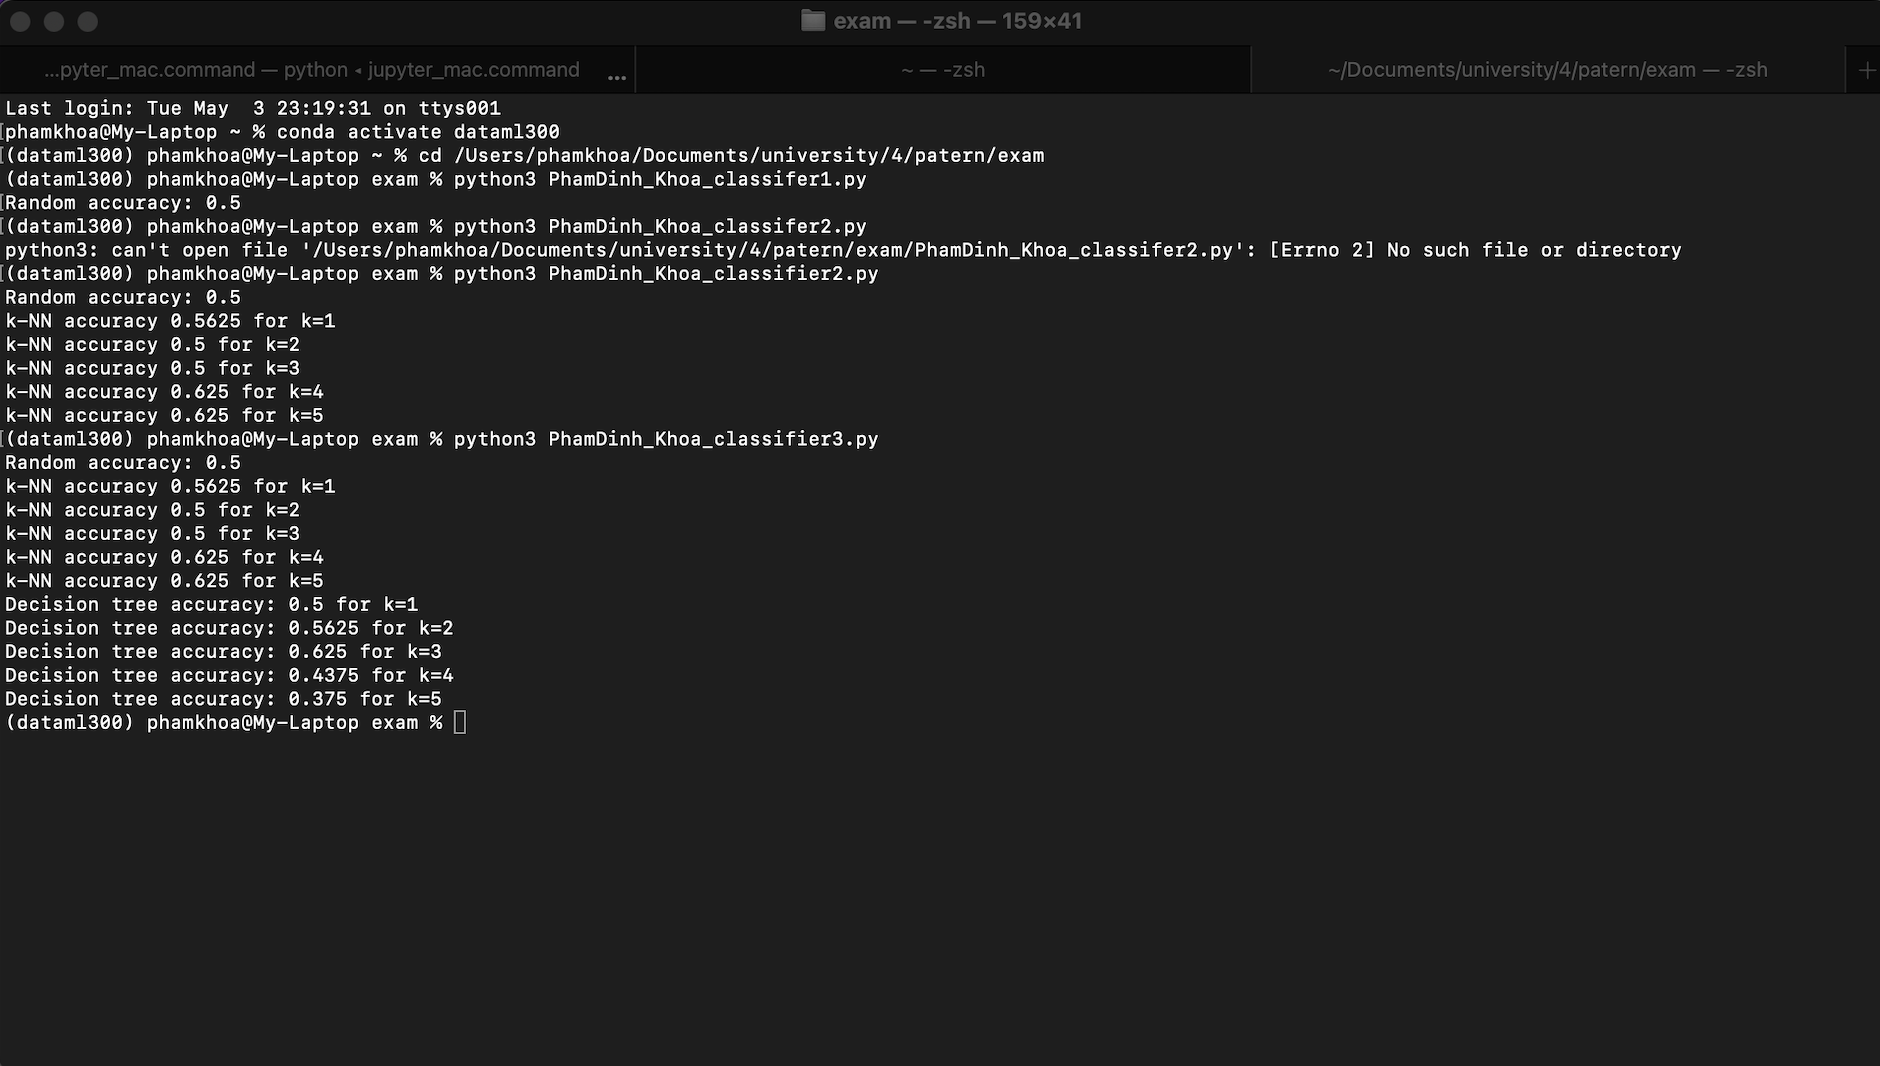 exam — -zsh — 159×41
...pyter_mac.command — python ◂ jupyter_mac.command ...
~ — -zsh
~/Documents/university/4/patern/exam — -zsh
Last login: Tue May  3 23:19:31 on ttys001
[phamkhoa@My-Laptop ~ % conda activate dataml300
[(dataml300) phamkhoa@My-Laptop ~ % cd /Users/phamkhoa/Documents/university/4/patern/exam
(dataml300) phamkhoa@My-Laptop exam % python3 PhamDinh_Khoa_classifer1.py
[Random accuracy: 0.5
[(dataml300) phamkhoa@My-Laptop exam % python3 PhamDinh_Khoa_classifer2.py
python3: can't open file '/Users/phamkhoa/Documents/university/4/patern/exam/PhamDinh_Khoa_classifer2.py': [Errno 2] No such file or directory
[(dataml300) phamkhoa@My-Laptop exam % python3 PhamDinh_Khoa_classifier2.py
Random accuracy: 0.5
k-NN accuracy 0.5625 for k=1
k-NN accuracy 0.5 for k=2
k-NN accuracy 0.5 for k=3
k-NN accuracy 0.625 for k=4
k-NN accuracy 0.625 for k=5
[(dataml300) phamkhoa@My-Laptop exam % python3 PhamDinh_Khoa_classifier3.py
Random accuracy: 0.5
k-NN accuracy 0.5625 for k=1
k-NN accuracy 0.5 for k=2
k-NN accuracy 0.5 for k=3
k-NN accuracy 0.625 for k=4
k-NN accuracy 0.625 for k=5
Decision tree accuracy: 0.5 for k=1
Decision tree accuracy: 0.5625 for k=2
Decision tree accuracy: 0.625 for k=3
Decision tree accuracy: 0.4375 for k=4
Decision tree accuracy: 0.375 for k=5
(dataml300) phamkhoa@My-Laptop exam %